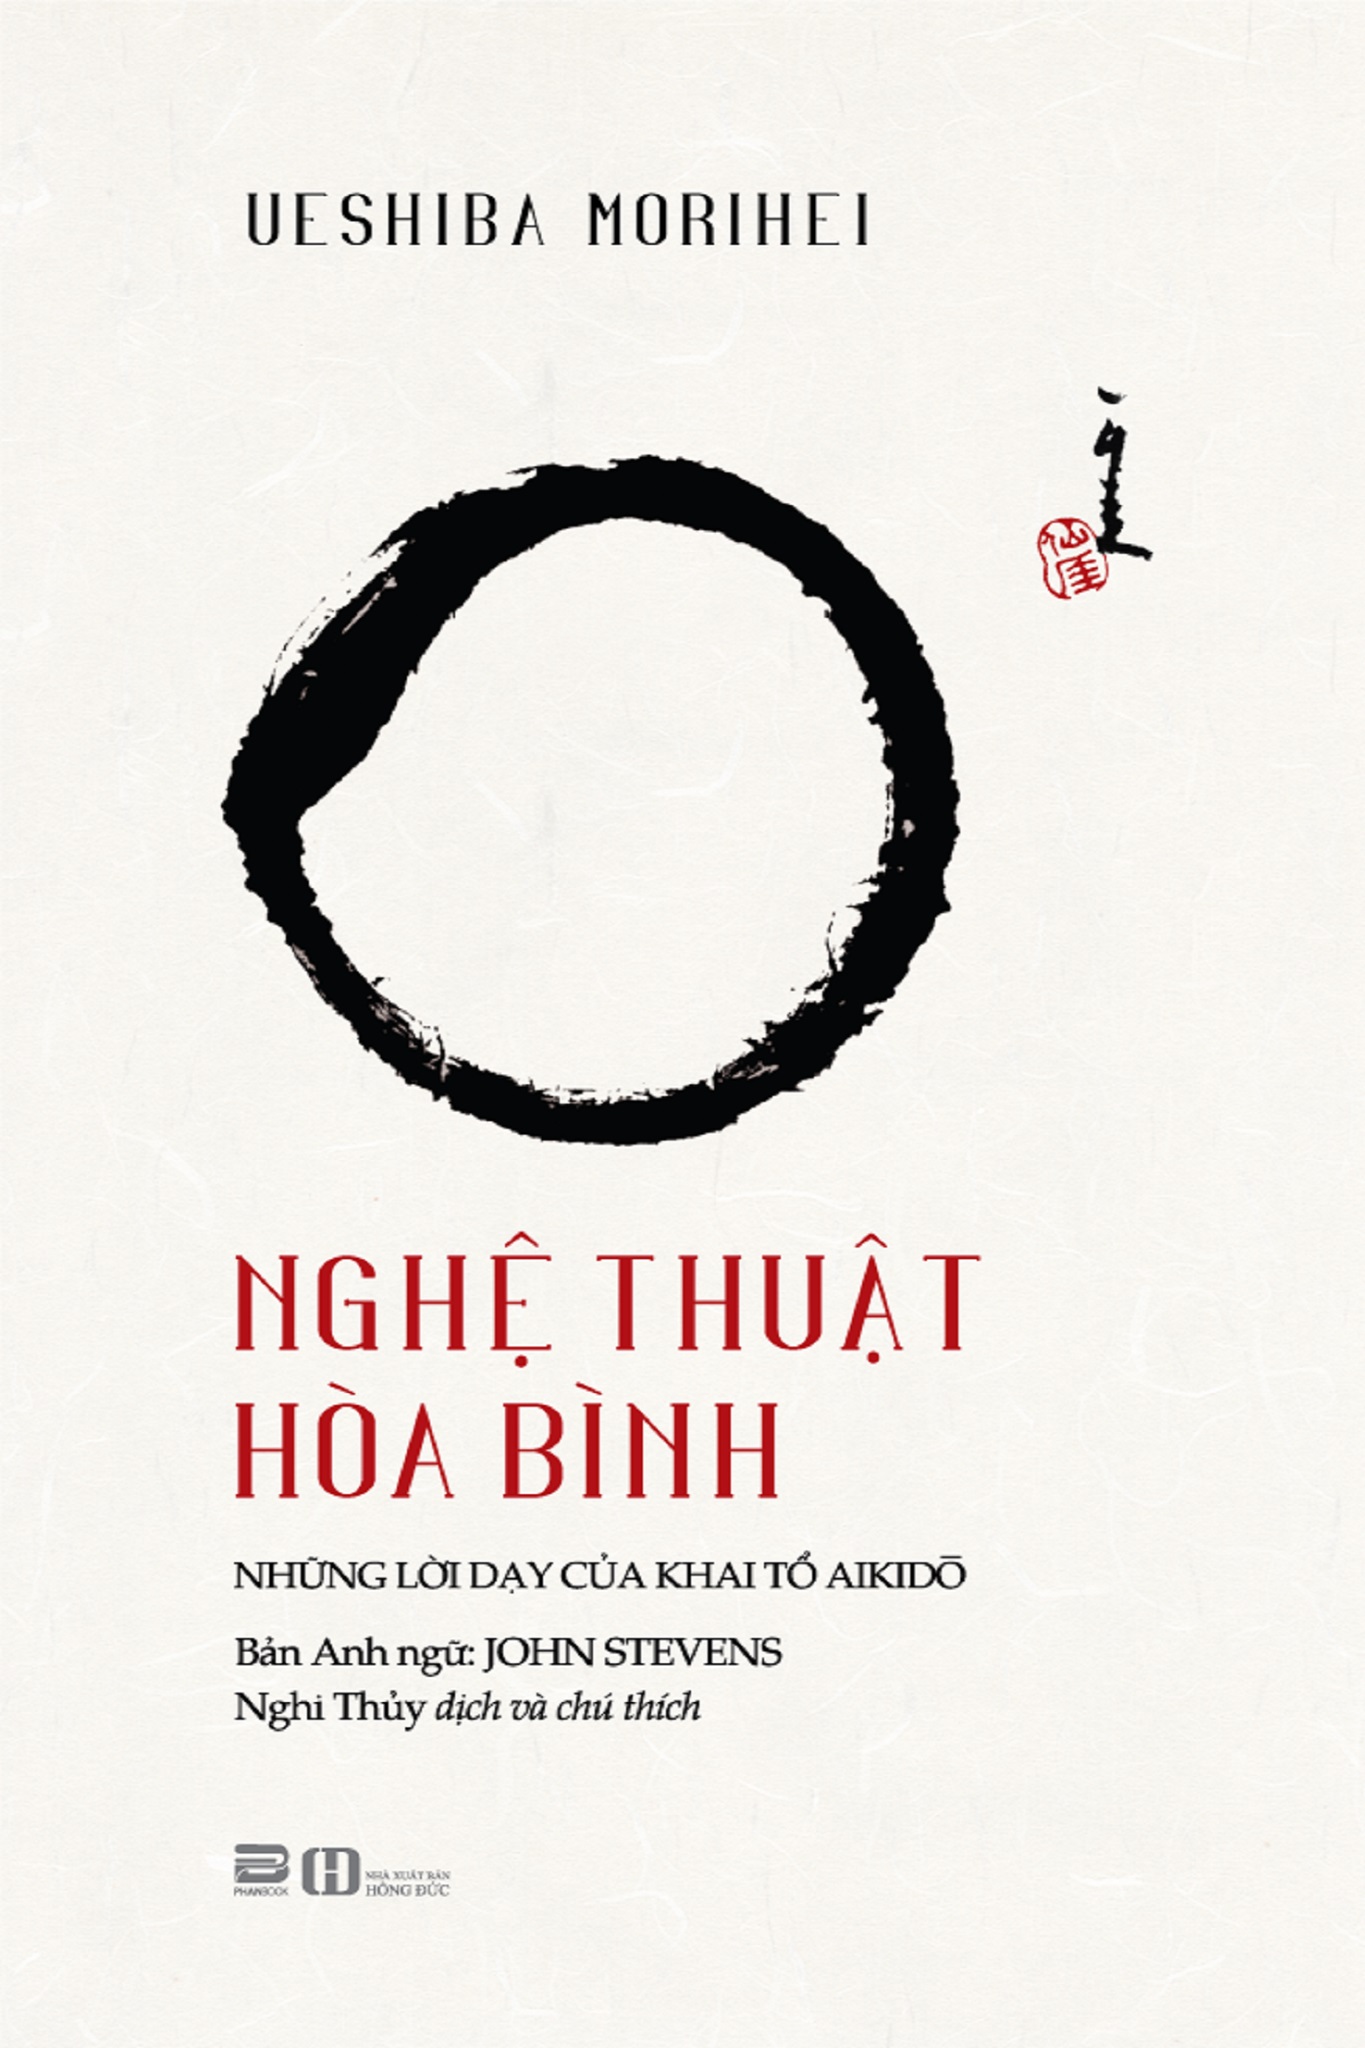 UESHIBA MORIHEI
NGHỆ THUẬT
HÒA BÌNH
NHỮNG LỜI DẠY CỦA KHAI TỔ AIKIDŌ
Bản Anh ngữ: JOHN STEVENS
Nghi Thủy dịch và chú thích
PHANBOOK
NHÀ XUẤT BẢN
HỒNG ĐỨC